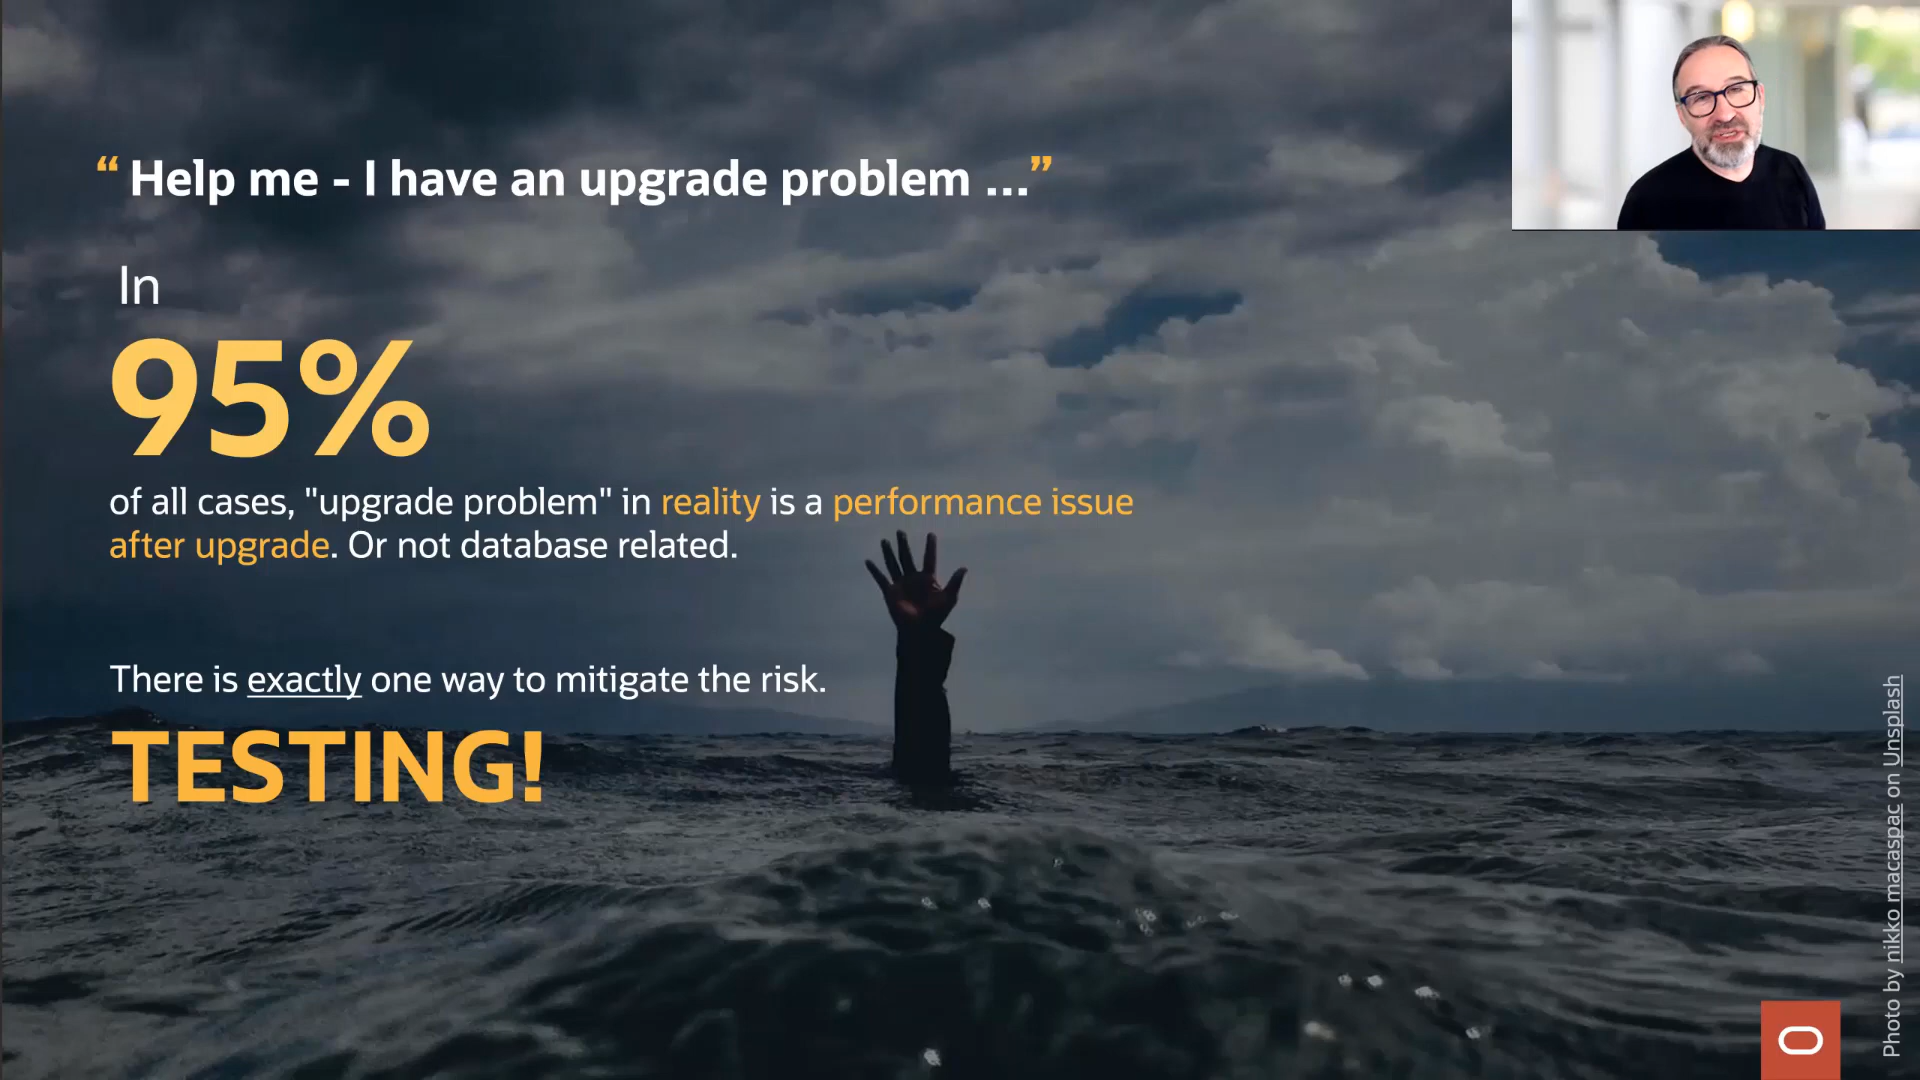 “ Help me - I have an upgrade problem ...”
In
95%
of all cases, "upgrade problem" in reality is a performance issue
after upgrade. Or not database related.
There is exactly one way to mitigate the risk.
TESTING!
Photo by nikko macaspac on Unsplash